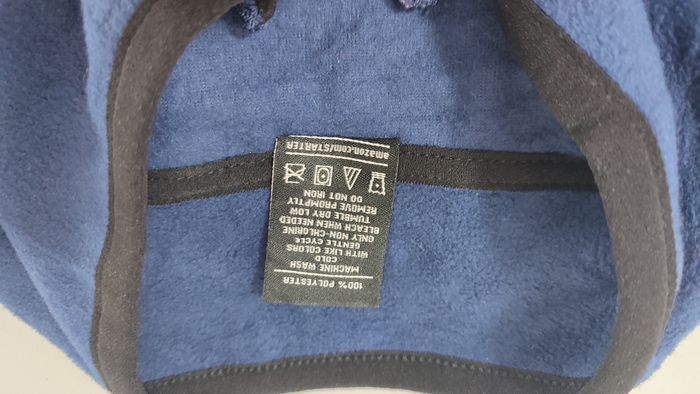 100% POLYESTER
MACHINE WASH
COLD
WITH LIKE COLORS
GENTLE CYCLE
ONLY NON-CHLORINE
BLEACH WHEN NEEDED
TUMBLE DRY LOW
REMOVE PROMPTLY
DO NOT IRON
amazon.com/STARTER